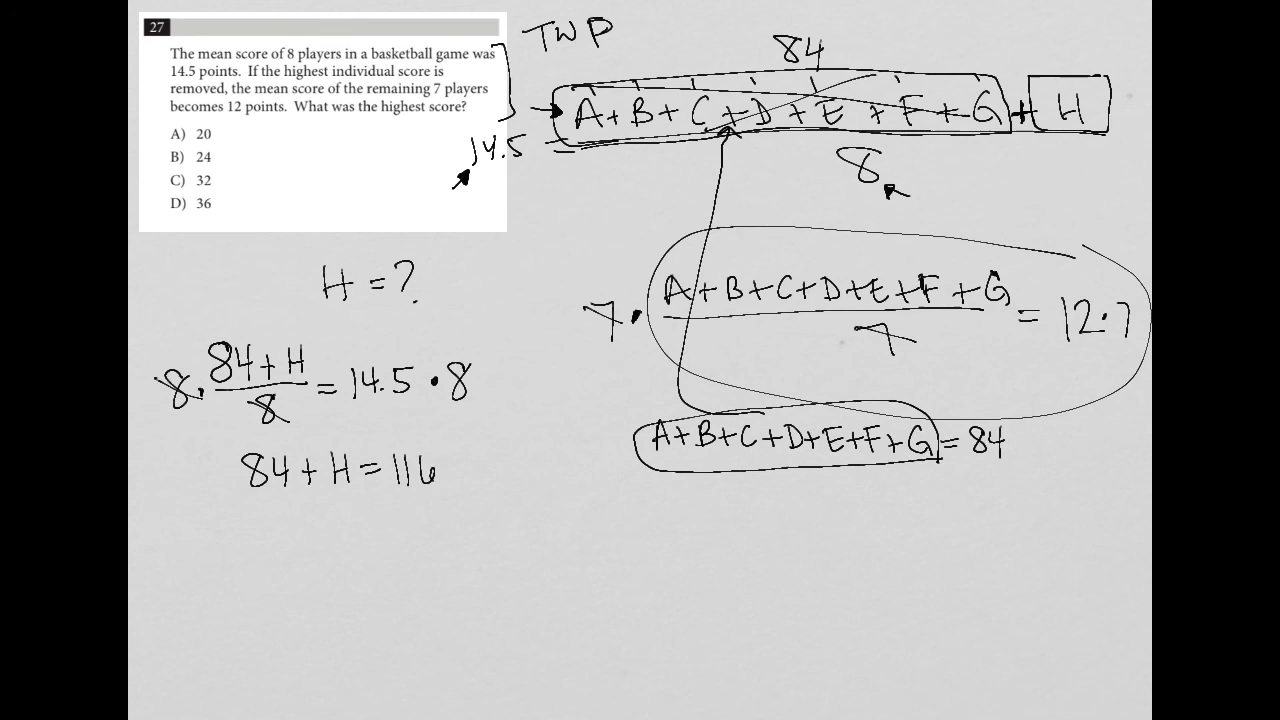 27
The mean score of 8 players in a basketball game was
14.5 points. If the highest individual score is
removed, the mean score of the remaining 7 players
becomes 12 points. What was the highest score?
A) 20
B) 24
C) 32
D) 36
TWP
84
A+B+C+D+E+F+G+H
14.5 =
8
H=?
7·
A+B+C+D+E+F+G
7
=12·7
8·
84+H
8
=14.5·8
A+B+C+D+E+F+G=84
84+H=116